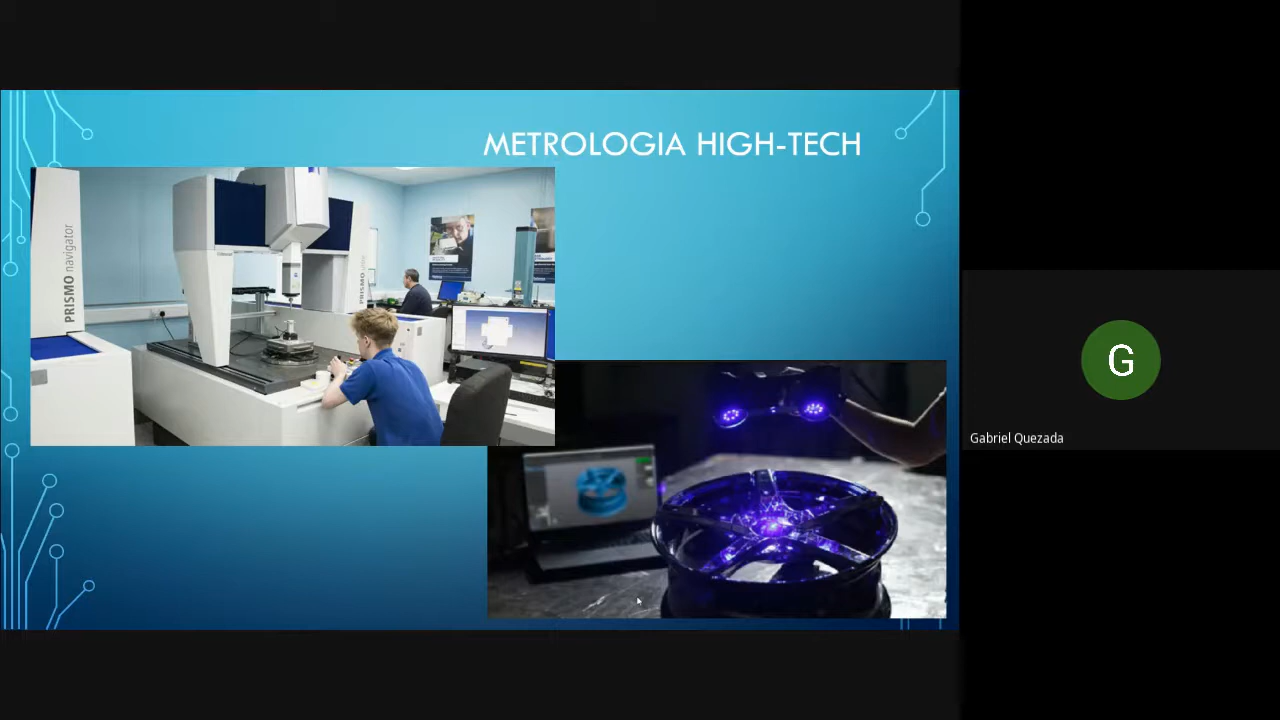 METROLOGIA HIGH-TECH
PRISMO navigator
PRISMO
G
Gabriel Quezada